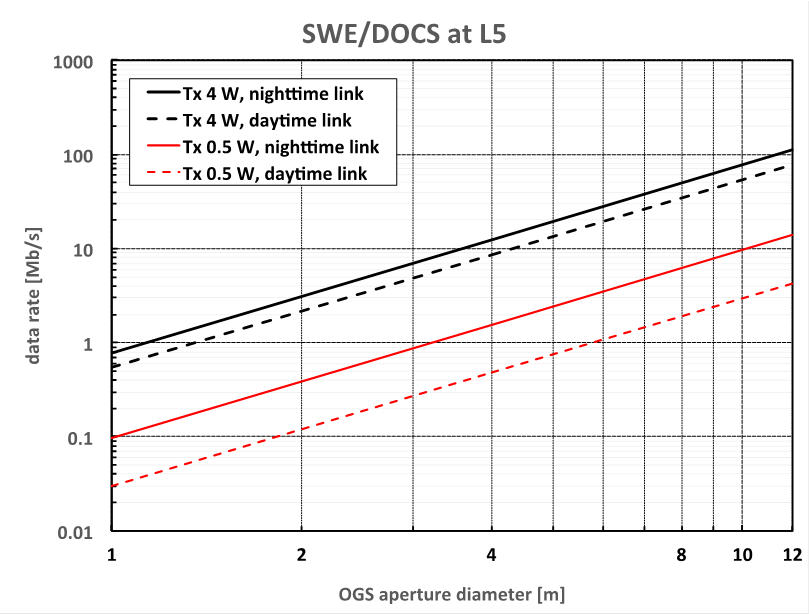 SWE/DOCS at L5
1000
100
10
1
0.1
0.01
data rate [Mb/s]
Tx 4 W, nighttime link
Tx 4 W, daytime link
Tx 0.5 W, nighttime link
Tx 0.5 W, daytime link
1 2 4 8 10 12
OGS aperture diameter [m]